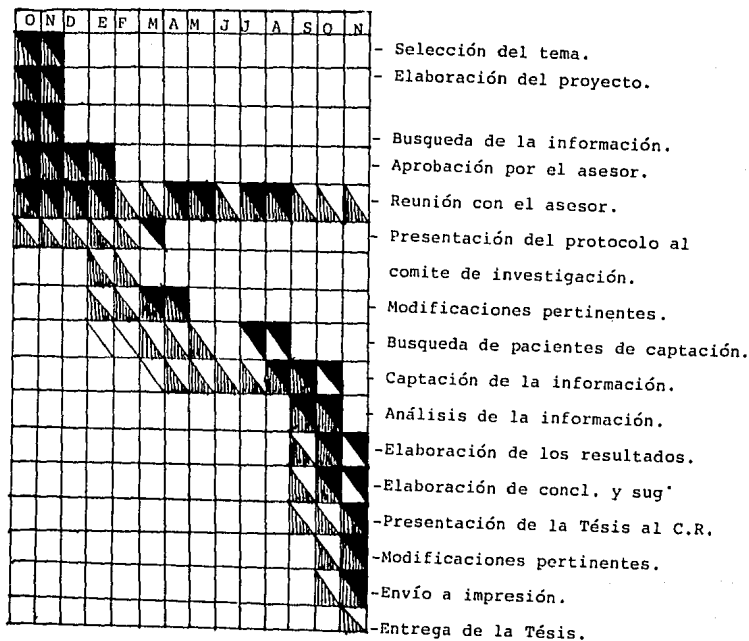 O N D E F M A M J J A S O N
- Selección del tema.
- Elaboración del proyecto.
- Busqueda de la información.
- Aprobación por el asesor.
- Reunión con el asesor.
- Presentación del protocolo al
comite de investigación.
- Modificaciones pertinentes.
- Busqueda de pacientes de captación.
- Captación de la información.
- Análisis de la información.
-Elaboración de los resultados.
-Elaboración de concl. y sug·
-Presentación de la Tésis al C.R.
-Modificaciones pertinentes.
-Envío a impresión.
-Entrega de la Tésis.